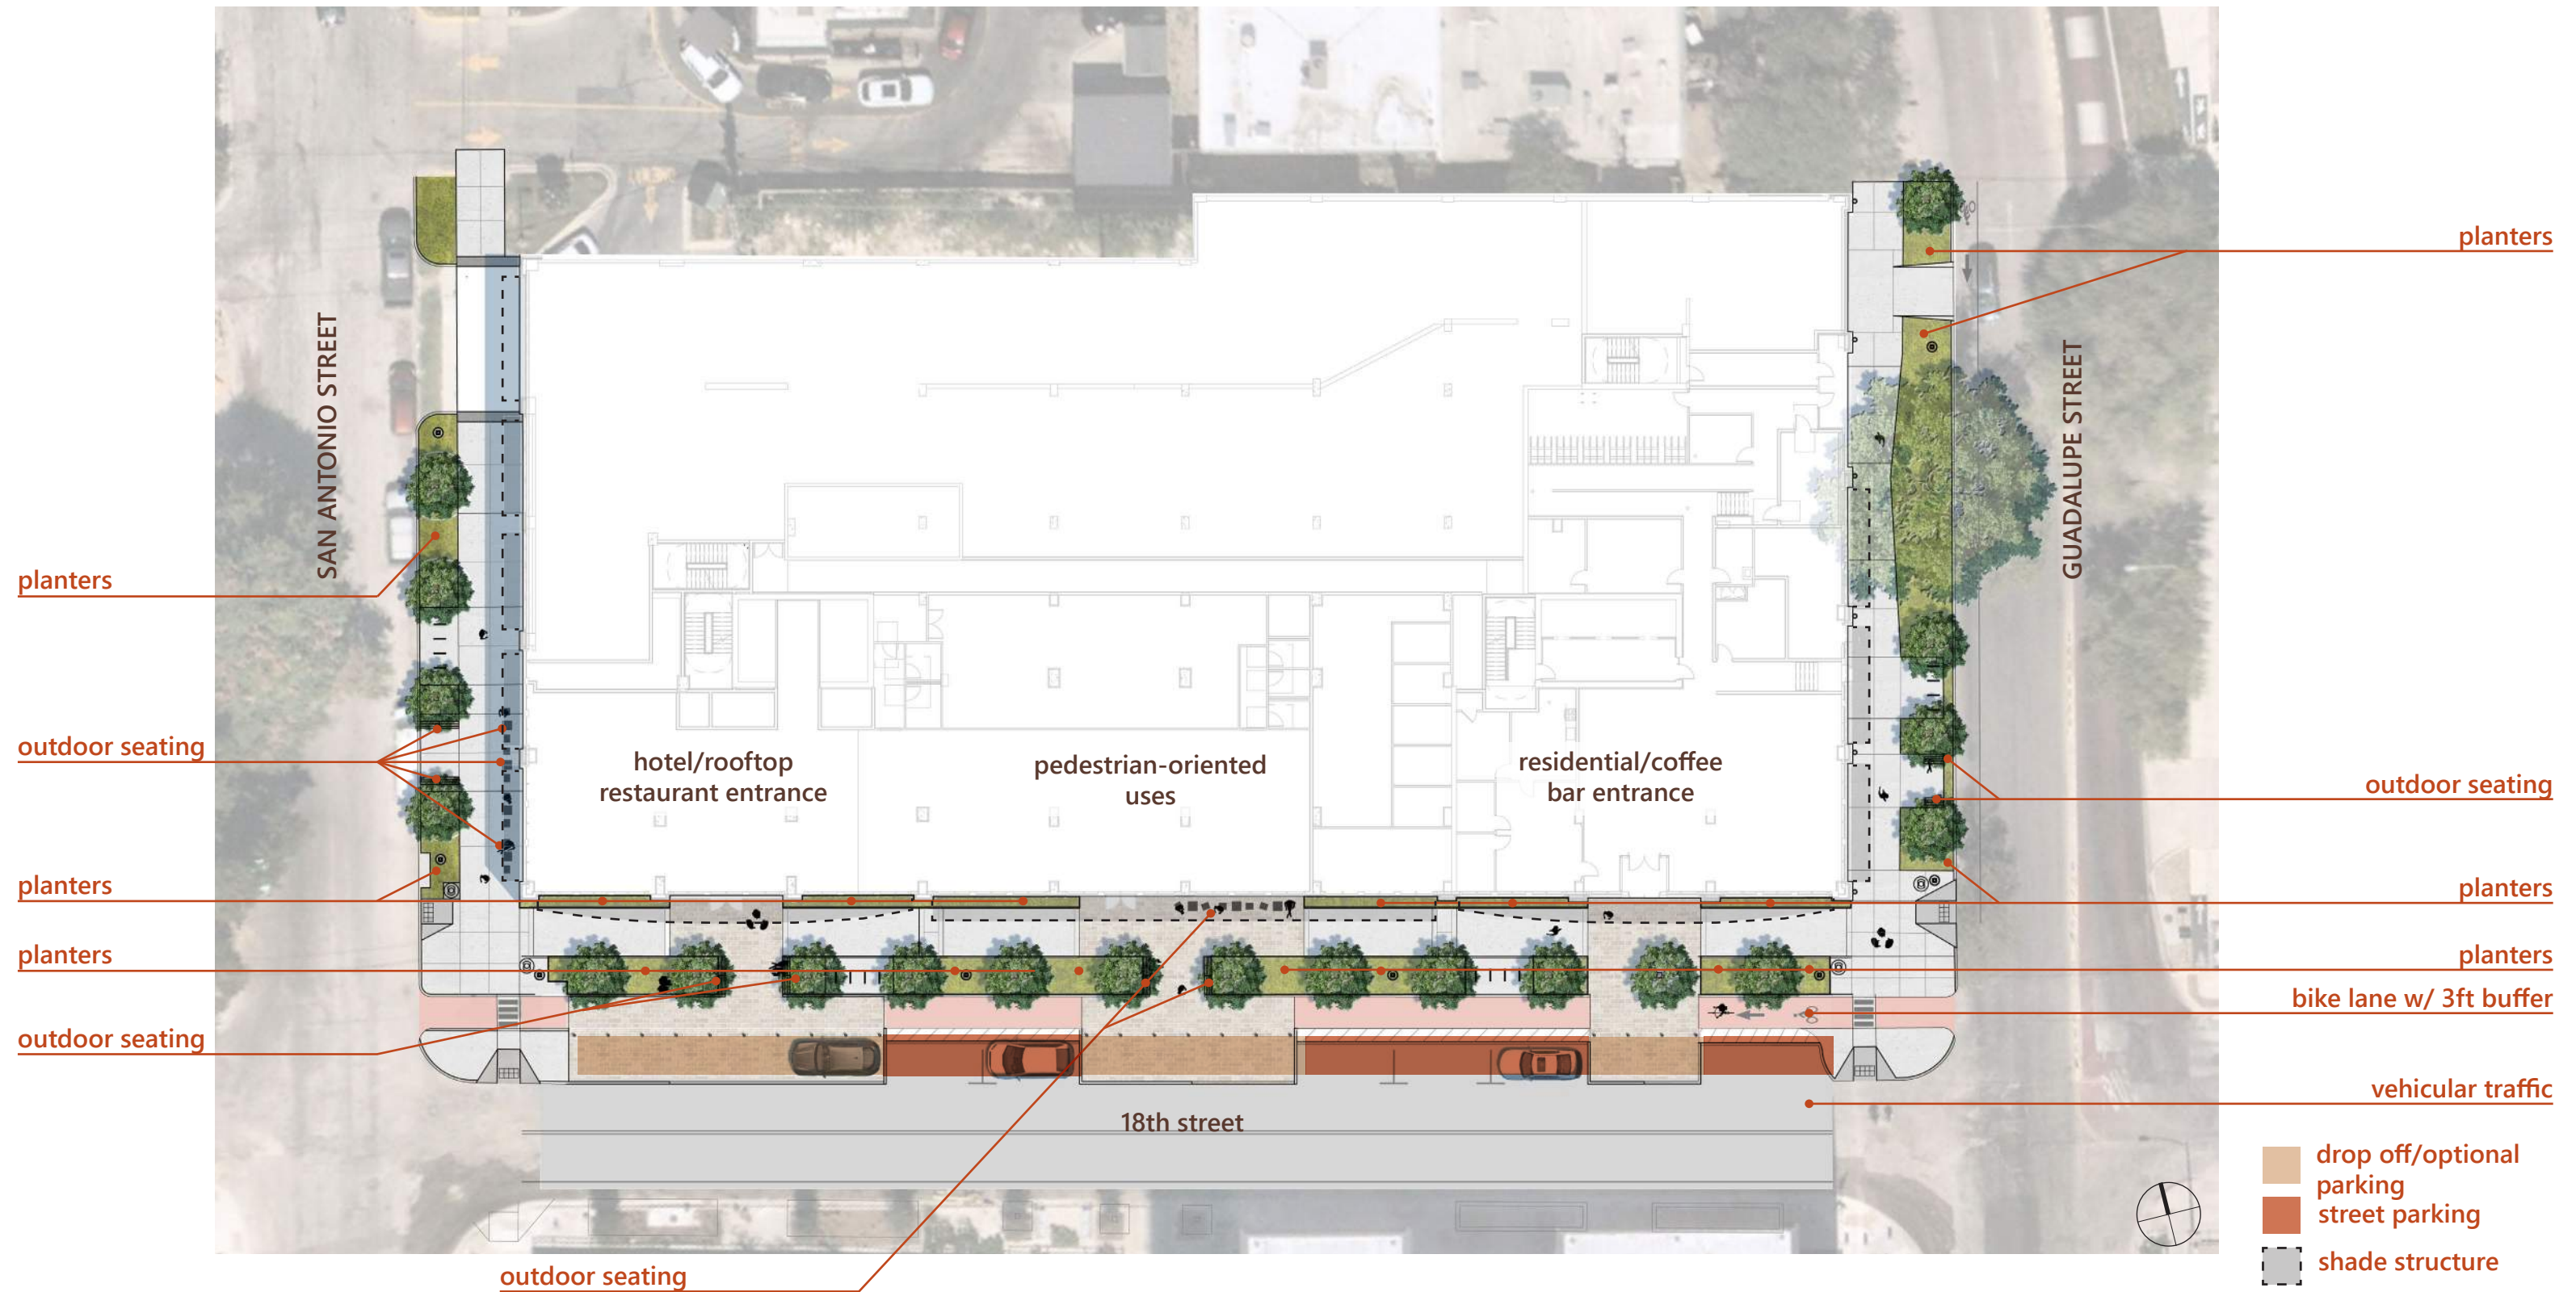 planters
SAN ANTONIO STREET
GUADALUPE STREET
planters
outdoor seating
hotel/rooftop
restaurant entrance
pedestrian-oriented
uses
residential/coffee
bar entrance
outdoor seating
planters
planters
planters
planters
bike lane w/ 3ft buffer
outdoor seating
vehicular traffic
18th street
drop off/optional
parking
street parking
shade structure
outdoor seating